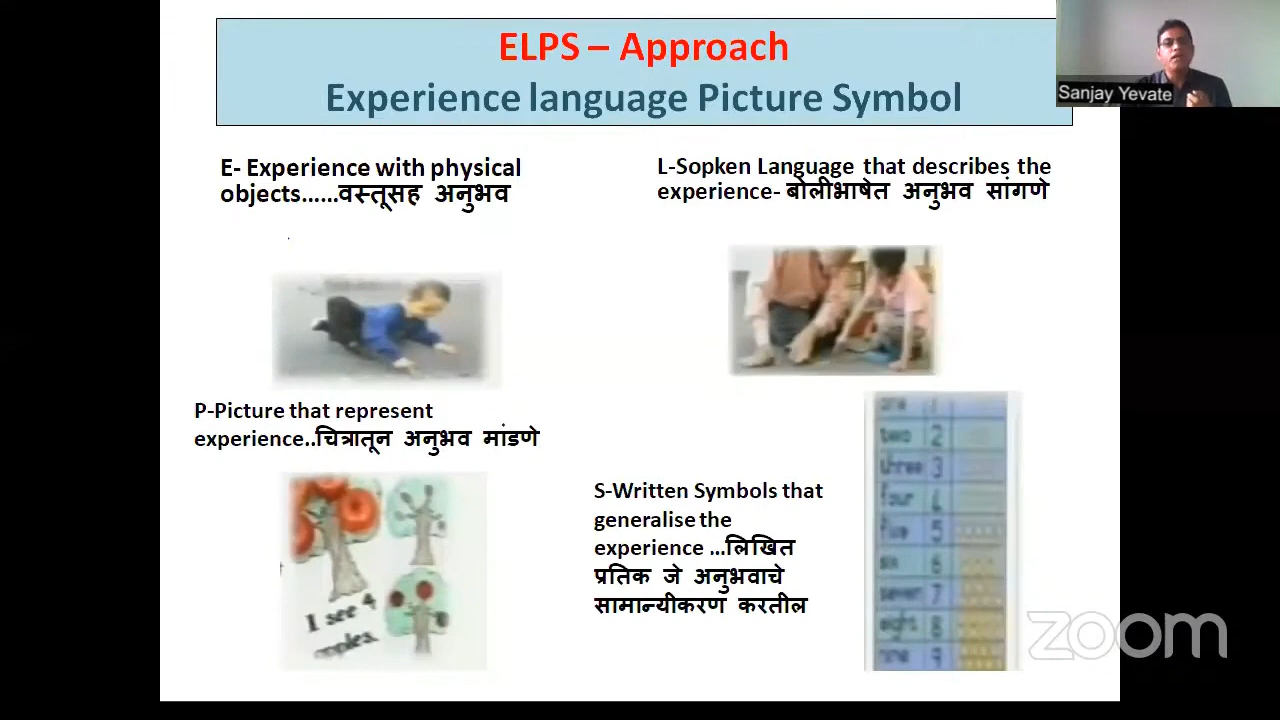 ELPS – Approach
Experience language Picture Symbol
Sanjay Yevate
E- Experience with physical
objects......वस्तूसह अनुभव
L-Sopken Language that describes the
experience- बोलीभाषेत अनुभव सांगणे
P-Picture that represent
experience..चित्रातून अनुभव मांडणे
I see 4
apples.
S-Written Symbols that
generalise the
experience ...लिखित
प्रतिक जे अनुभवाचे
सामान्यीकरण करतील
one 1
two 2
three 3
four
five 5
six 6
seven 7
eight 8
nine 9
zoom